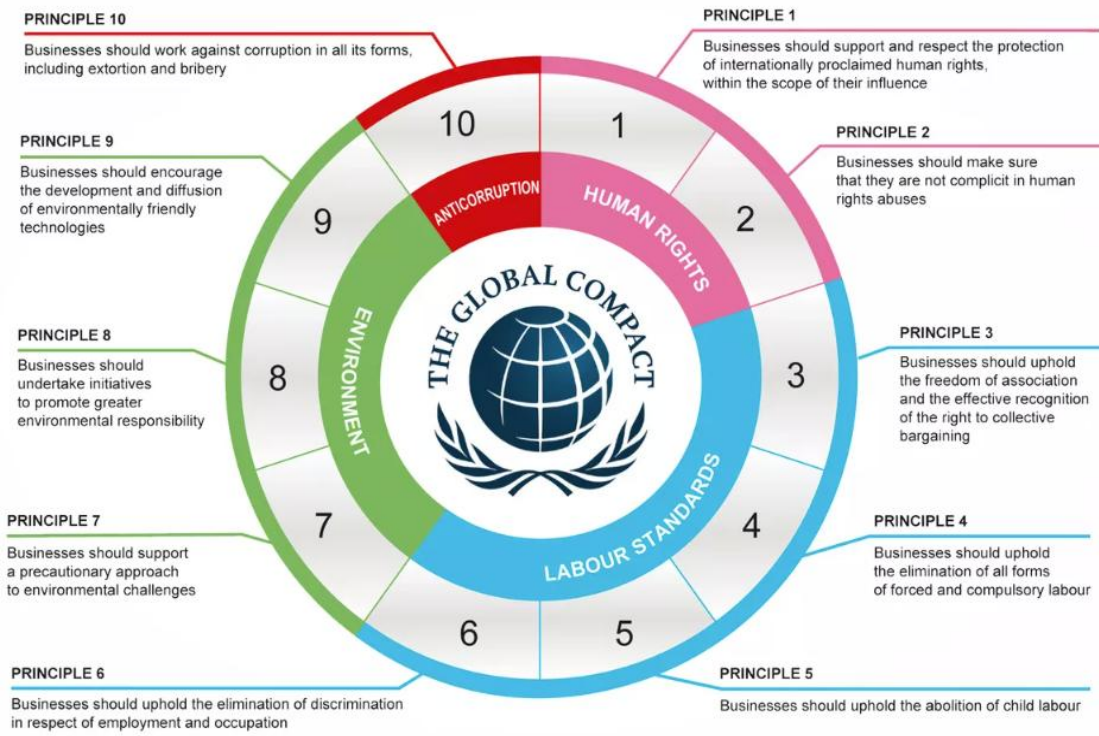 PRINCIPLE 10
Businesses should work against corruption in all its forms,
including extortion and bribery
PRINCIPLE 1
Businesses should support and respect the protection
of internationally proclaimed human rights,
within the scope of their influence
PRINCIPLE 9
Businesses should encourage
the development and diffusion
of environmentally friendly
technologies
PRINCIPLE 2
Businesses should make sure
that they are not complicit in human
rights abuses
PRINCIPLE 8
Businesses should
undertake initiatives
to promote greater
environmental responsibility
PRINCIPLE 3
Businesses should uphold
the freedom of association
and the effective recognition
of the right to collective
bargaining
PRINCIPLE 7
Businesses should support
a precautionary approach
to environmental challenges
PRINCIPLE 4
Businesses should uphold
the elimination of all forms
of forced and compulsory labour
PRINCIPLE 6
Businesses should uphold the elimination of discrimination
in respect of employment and occupation
PRINCIPLE 5
Businesses should uphold the abolition of child labour
10
1
9
2
8
3
7
4
6
5
ANTICORRUPTION
HUMAN RIGHTS
ENVIRONMENT
LABOUR STANDARDS
THE GLOBAL COMPACT